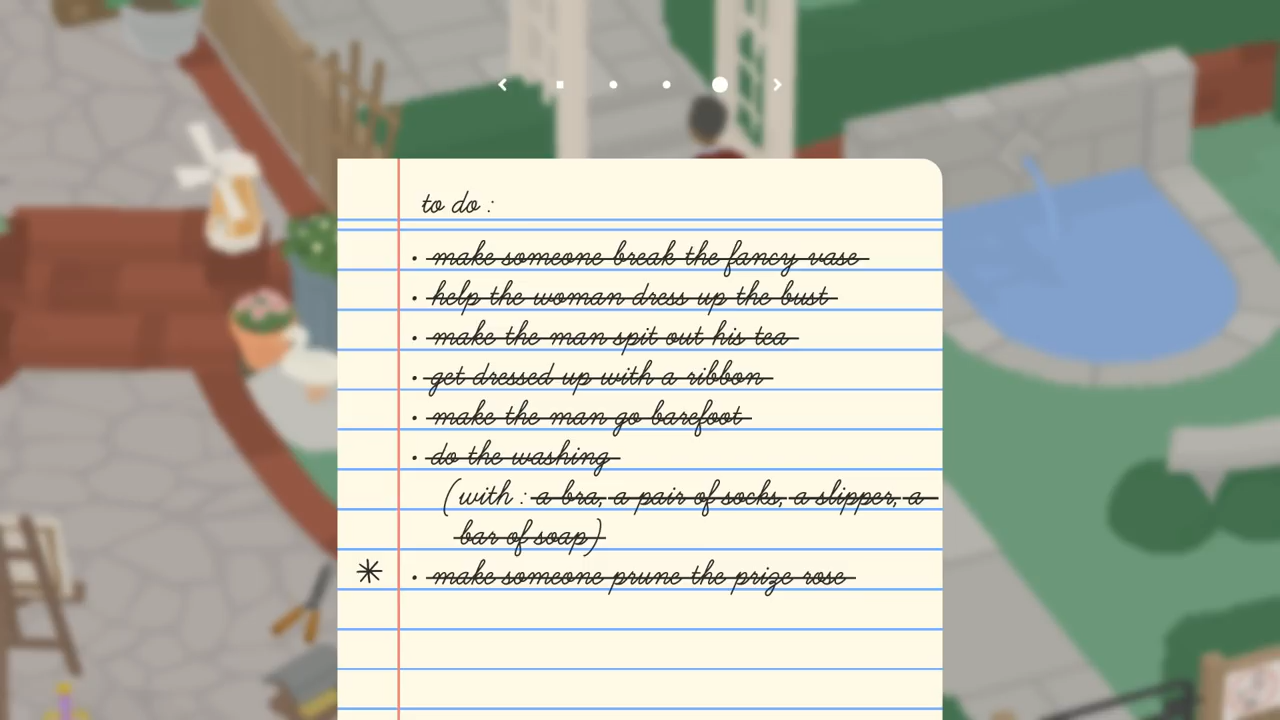 to do :
• make someone break the fancy vase
• help the woman dress up the bust
• make the man spit out his tea
• get dressed up with a ribbon
• make the man go barefoot
• do the washing
(with : a bra, a pair of socks, a slipper, a
bar of soap)
• make someone prune the prize rose